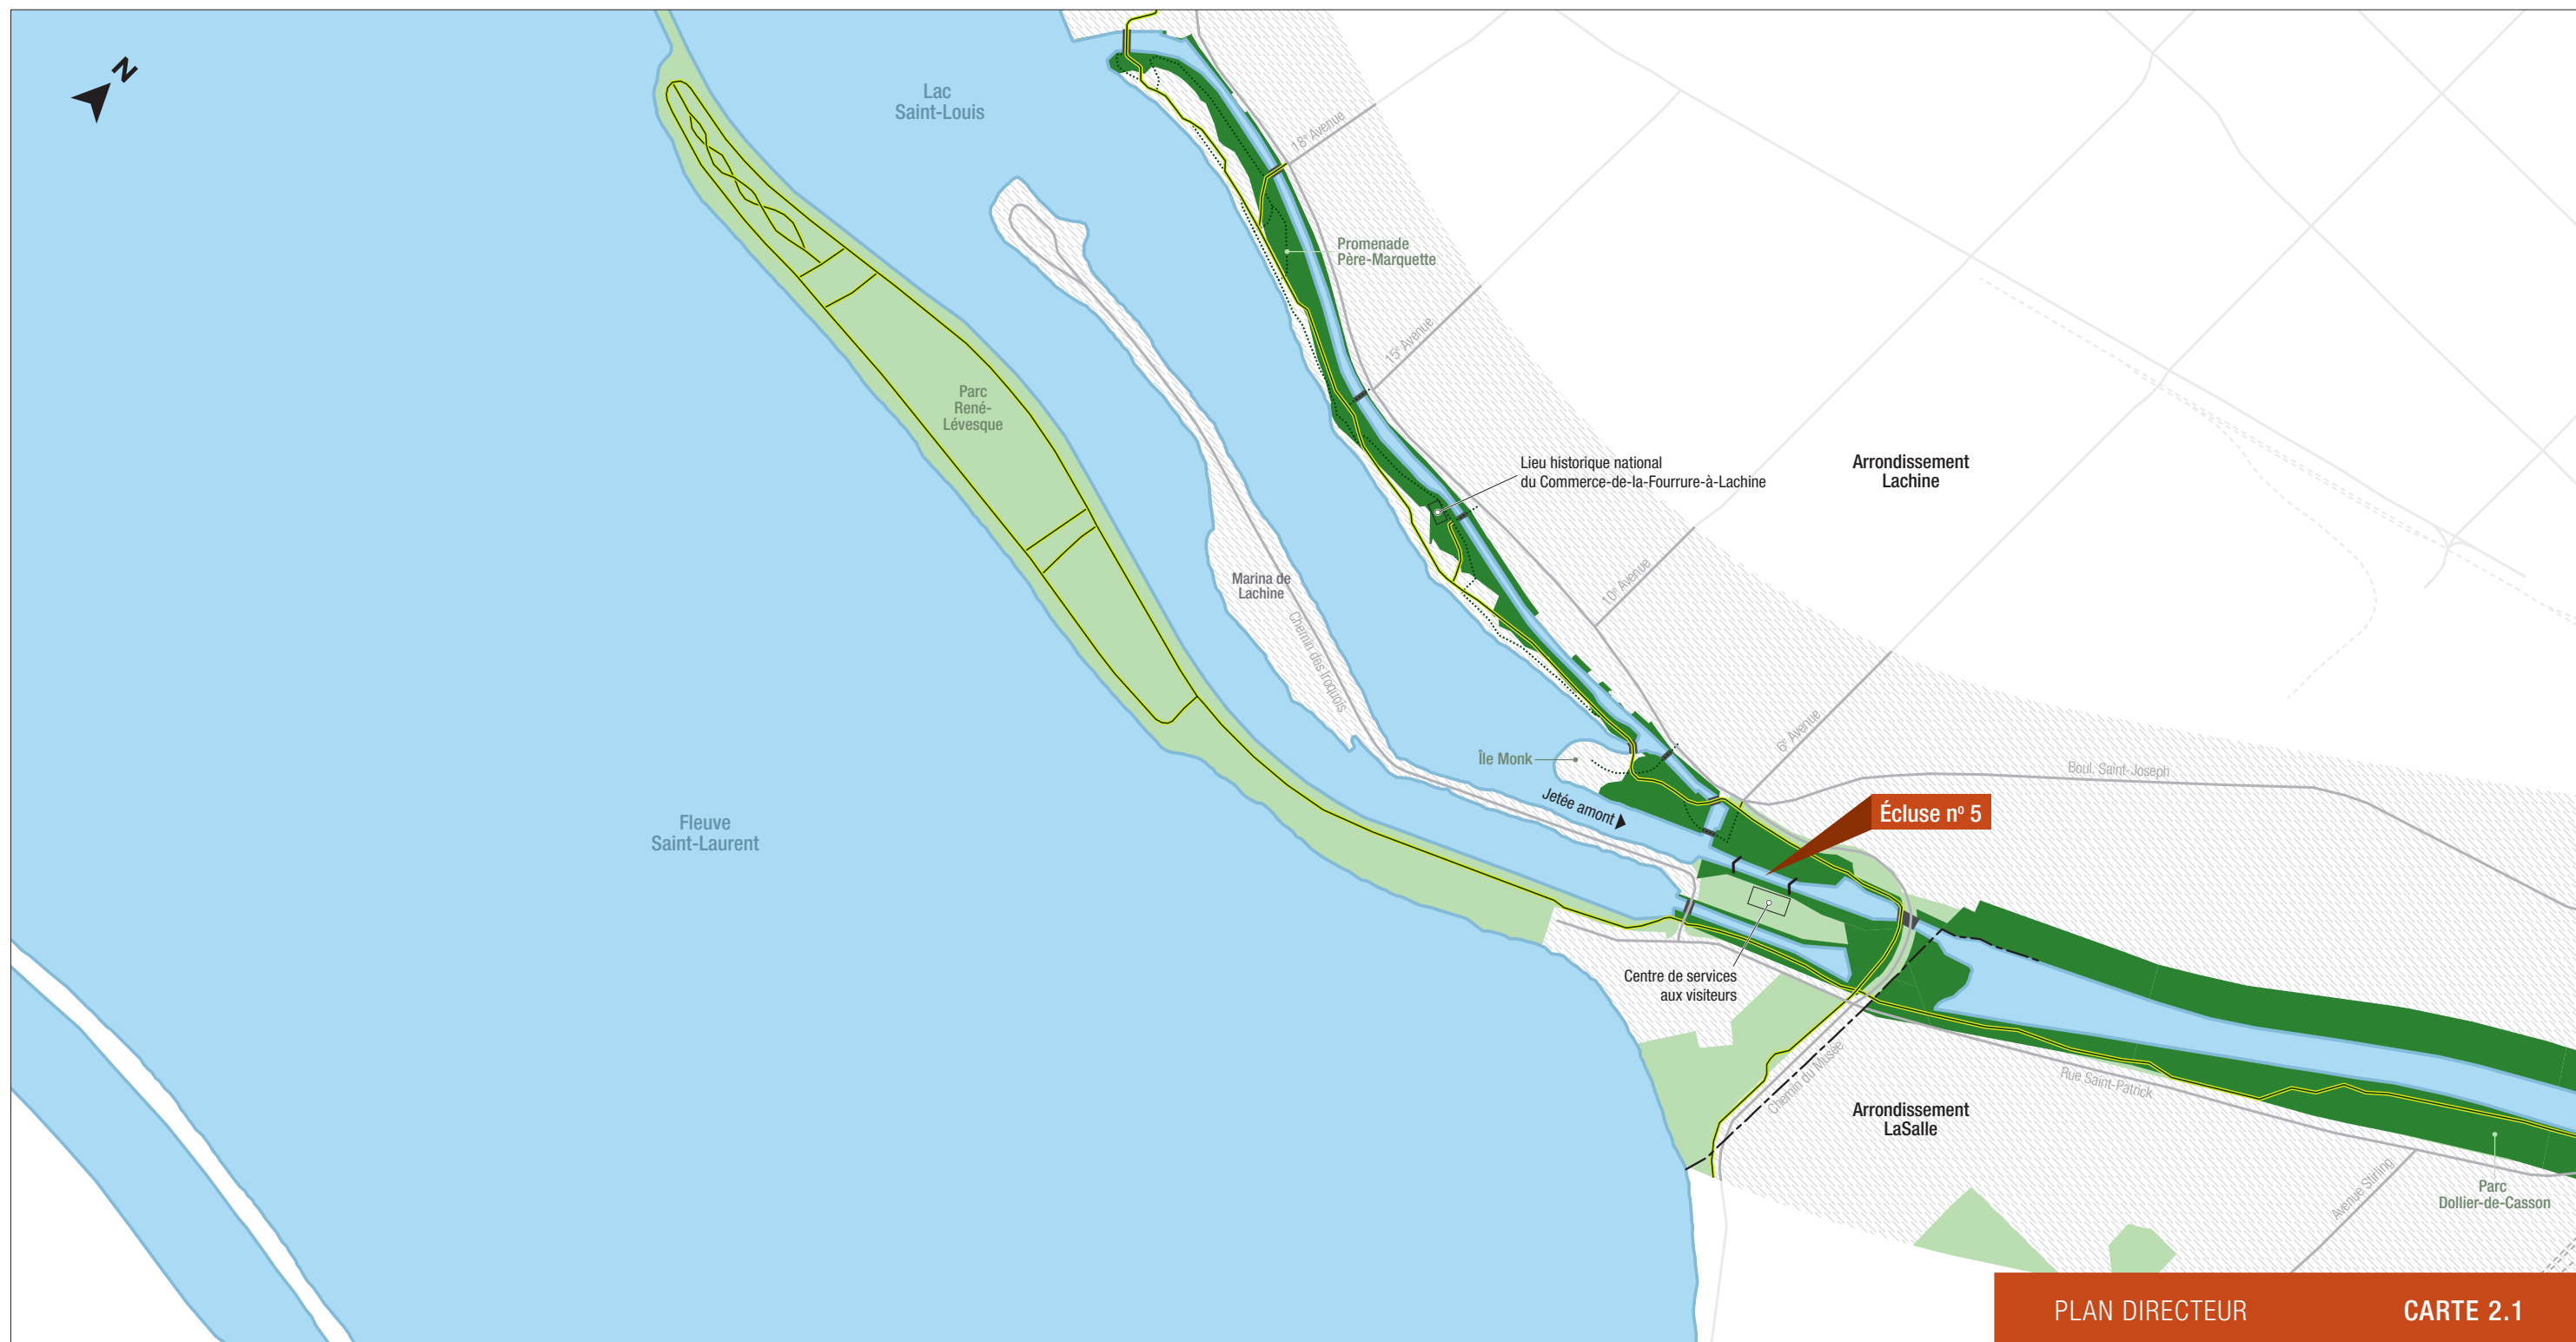 N
Lac
Saint-Louis
18e Avenue
Promenade
Père-Marquette
15e Avenue
Parc
René-
Lévesque
Lieu historique national
du Commerce-de-la-Fourrure-à-Lachine
Arrondissement
Lachine
Marina de
Lachine
10e Avenue
Chemin des Iroquois
6e Avenue
Île Monk
Boul. Saint-Joseph
Jetée amont
Écluse no 5
Fleuve
Saint-Laurent
Centre de services
aux visiteurs
Chemin du Musée
Rue Saint-Patrick
Arrondissement
LaSalle
Avenue Stirling
Parc
Dollier-de-Casson
PLAN DIRECTEUR CARTE 2.1